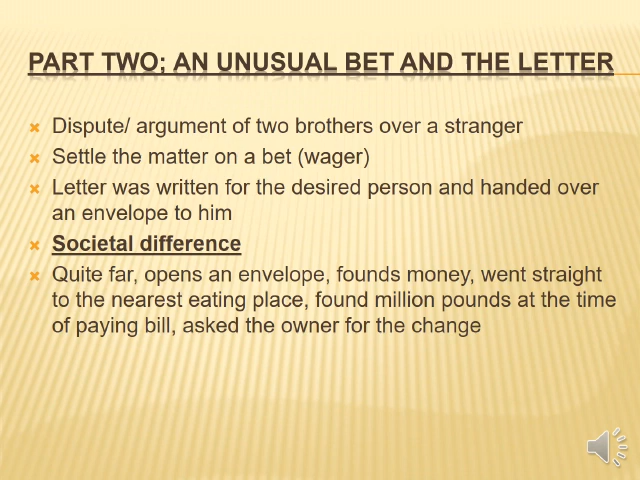 PART TWO; AN UNUSUAL BET AND THE LETTER
Dispute/ argument of two brothers over a stranger
Settle the matter on a bet (wager)
Letter was written for the desired person and handed over
an envelope to him
Societal difference
Quite far, opens an envelope, founds money, went straight
to the nearest eating place, found million pounds at the time
of paying bill, asked the owner for the change